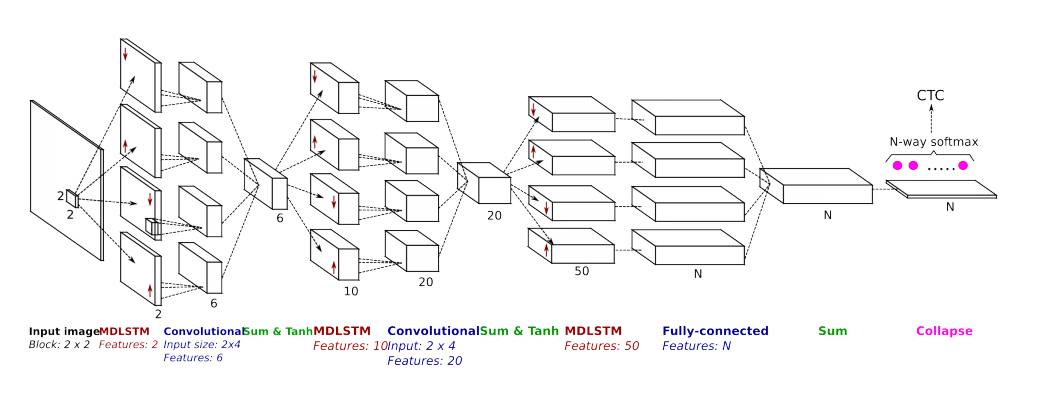 CTC
N-way softmax
.....
2
2
N
N
6
20
50
N
20
10
6
2
Input image MDLSTM Convolutional Sum & Tanh MDLSTM Convolutional Sum & Tanh MDLSTM Fully-connected Sum Collapse
Block: 2 x 2 Features: 2 Input size: 2x4 Features: 10 Input: 2 x 4 Features: 50 Features: N
Features: 6 Features: 20